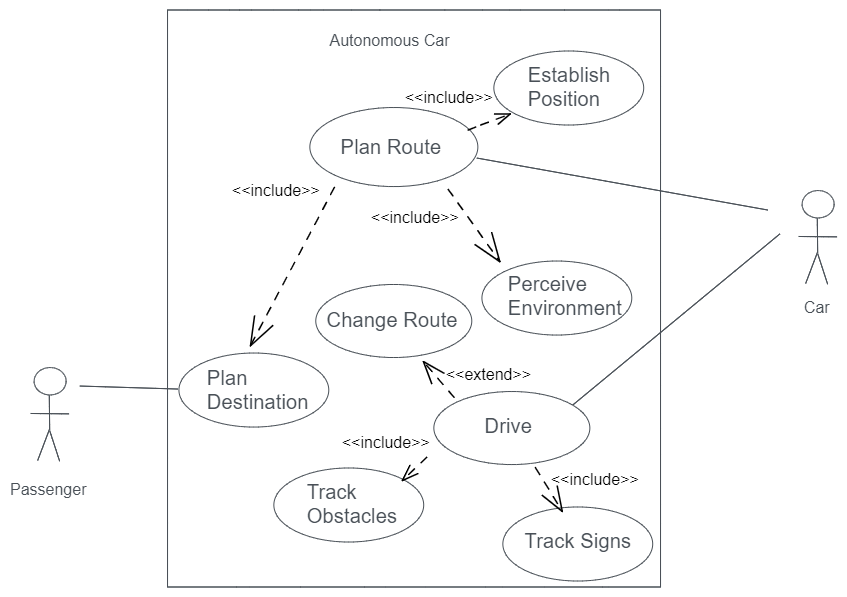 Autonomous Car
Establish
Position
<<include>>
Plan Route
<<include>>
<<include>>
Perceive
Environment
Car
Change Route
Plan
Destination
<<extend>>
Drive
Passenger
<<include>>
<<include>>
Track
Obstacles
Track Signs